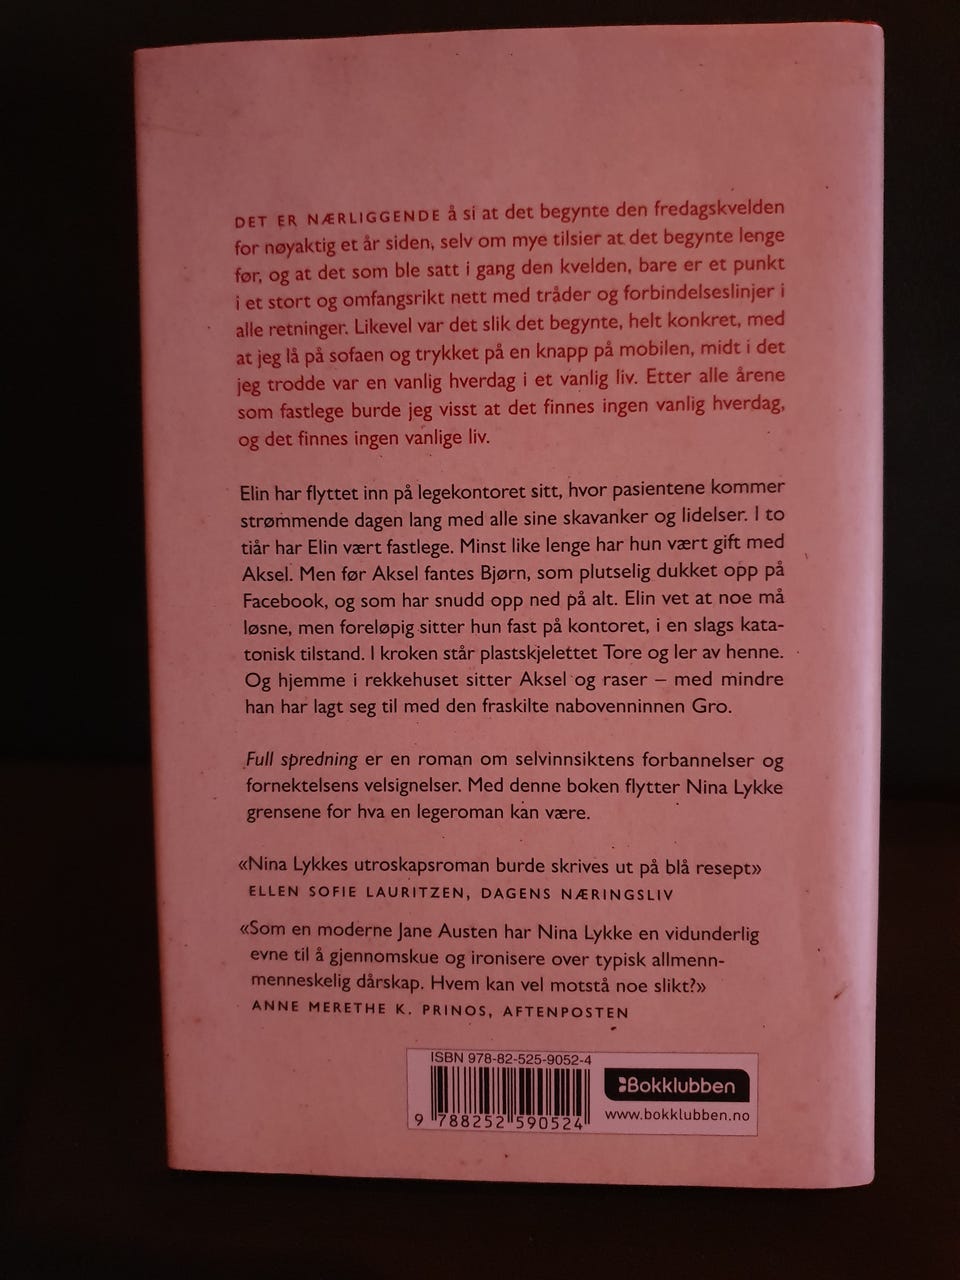 DET ER NÆRLIGGENDE å si at det begynte den fredagskvelden
for nøyaktig et år siden, selv om mye tilsier at det begynte lenge
før, og at det som ble satt i gang den kvelden, bare er et punkt
i et stort og omfangsrikt nett med tråder og forbindelseslinjer i
alle retninger. Likevel var det slik det begynte, helt konkret, med
at jeg lå på sofaen og trykket på en knapp på mobilen, midt i det
jeg trodde var en vanlig hverdag i et vanlig liv. Etter alle årene
som fastlege burde jeg visst at det finnes ingen vanlig hverdag,
og det finnes ingen vanlige liv.
Elin har flyttet inn på legekontoret sitt, hvor pasientene kommer
strømmende dagen lang med alle sine skavanker og lidelser. I to
tiår har Elin vært fastlege. Minst like lenge har hun vært gift med
Aksel. Men før Aksel fantes Bjørn, som plutselig dukket opp på
Facebook, og som har snudd opp ned på alt. Elin vet at noe må
løsne, men foreløpig sitter hun fast på kontoret, i en slags kata-
tonisk tilstand. I kroken står plastskjelettet Tore og ler av henne.
Og hjemme i rekkehuset sitter Aksel og raser – med mindre
han har lagt seg til med den fraskilte nabovenninnen Gro.
Full spredning er en roman om selvinnsiktens forbannelser og
fornektelsens velsignelser. Med denne boken flytter Nina Lykke
grensene for hva en legeroman kan være.
«Nina Lykkes utroskapsroman burde skrives ut på blå resept»
ELLEN SOFIE LAURITZEN, DAGENS NÆRINGSLIV
«Som en moderne Jane Austen har Nina Lykke en vidunderlig
evne til å gjennomskue og ironisere over typisk allmenn-
menneskelig dårskap. Hvem kan vel motstå noe slikt?»
ANNE MERETHE K. PRINOS, AFTENPOSTEN
ISBN 978-82-525-9052-4
Bokklubben
www.bokklubben.no
9 788252 590524